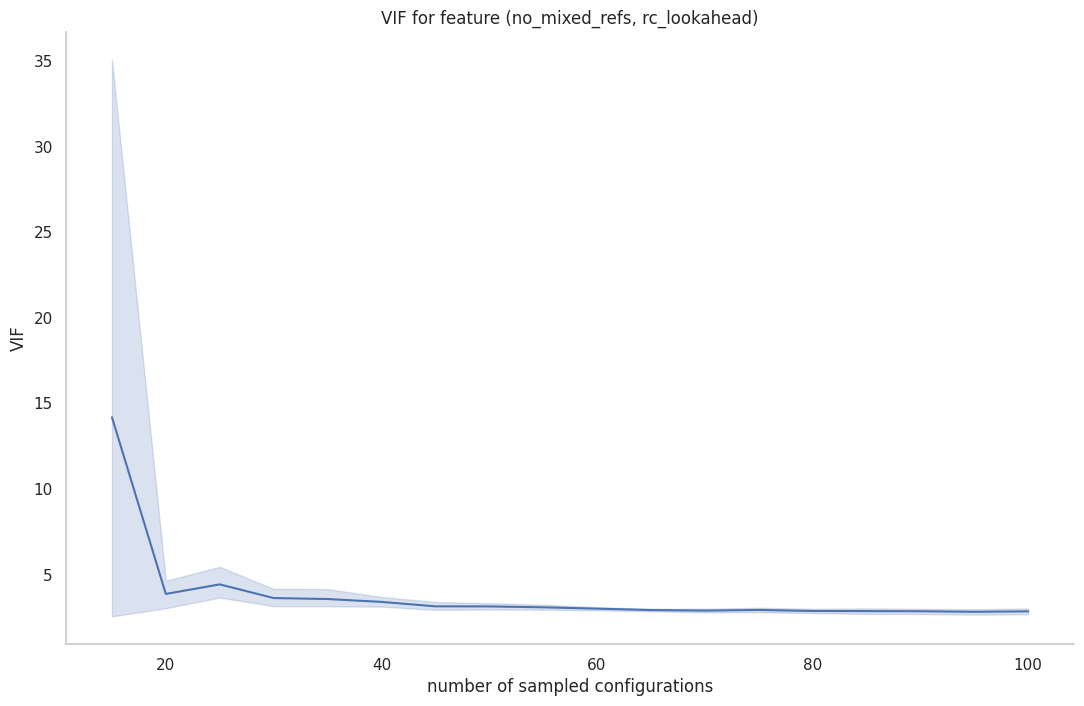 VIF for feature (no_mixed_refs, rc_lookahead)
35
30
25
20
15
10
5
VIF
20 40 60 80 100
number of sampled configurations